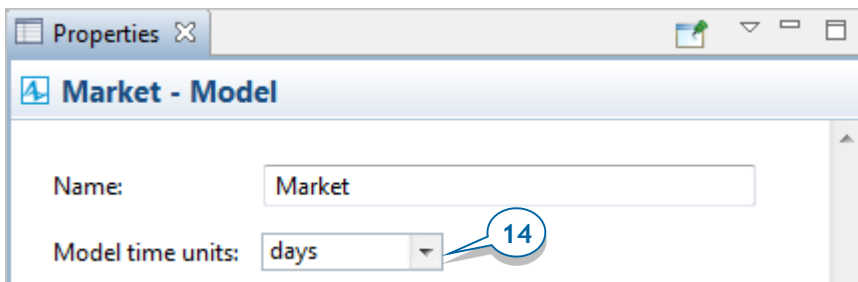 Properties
Market - Model
Name: Market
Model time units: days
14